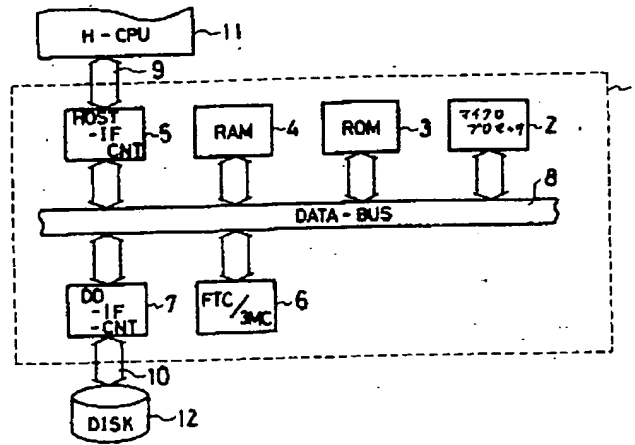 H-CPU
11
9
HOST
-IF
CNT
5
RAM
4
ROM
3
マイクロ
プロセッサ
2
8
DATA-BUS
DD
-IF
-CNT
7
FTC/
3MC
6
10
DISK
12